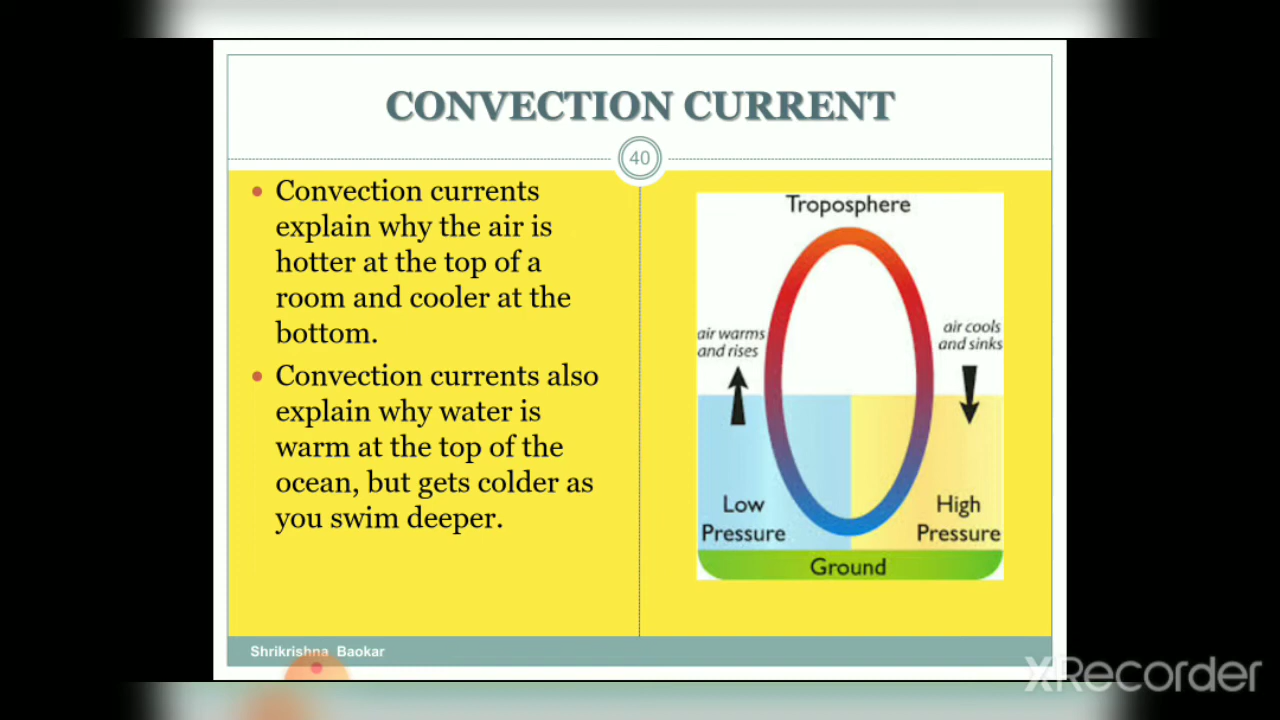 CONVECTION CURRENT
40
• Convection currents
explain why the air is
hotter at the top of a
room and cooler at the
bottom.
• Convection currents also
explain why water is
warm at the top of the
ocean, but gets colder as
you swim deeper.
Troposphere
air warms
and rises
air cools
and sinks
Low
Pressure
High
Pressure
Ground
Shrikrishna Baokar
XRecorder